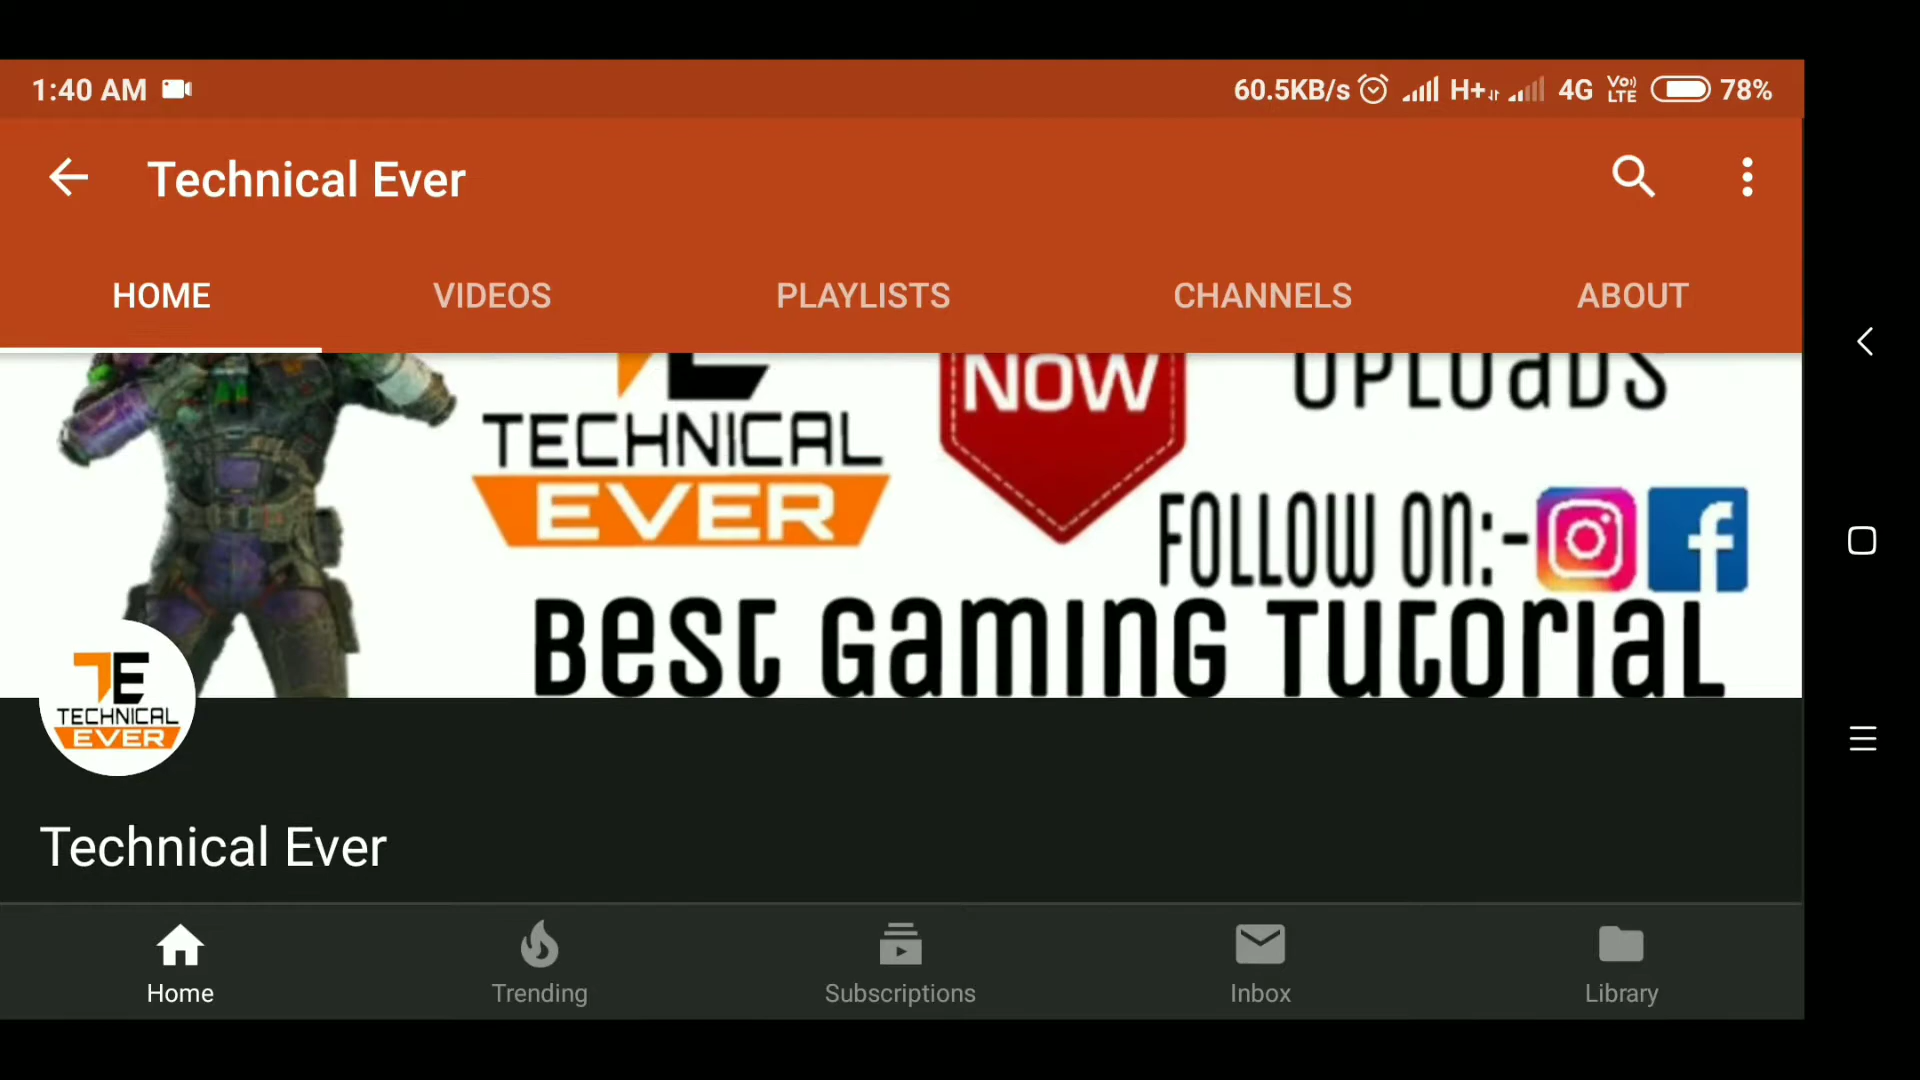 1:40 AM 60.5KB/s H+ 4G Vo) LTE 78%
Technical Ever
HOME VIDEOS PLAYLISTS CHANNELS ABOUT
NOW UPLOADS
TECHNICAL
EVER
FOLLOW ON:-
BEST GAMING TUTORIAL
TE
TECHNICAL
EVER
Technical Ever
Home Trending Subscriptions Inbox Library